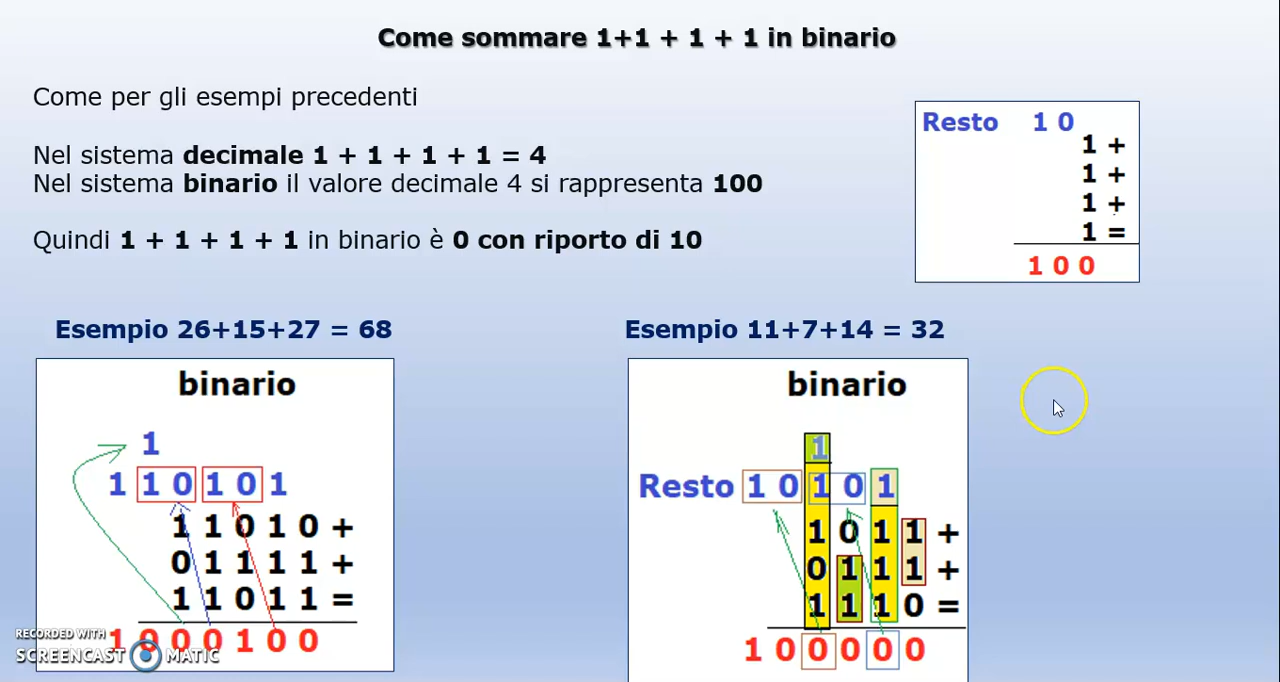 Come sommare 1+1 + 1 + 1 in binario
Come per gli esempi precedenti
Nel sistema decimale 1 + 1 + 1 + 1 = 4
Nel sistema binario il valore decimale 4 si rappresenta 100
Quindi 1 + 1 + 1 + 1 in binario è 0 con riporto di 10
Resto 1 0
1 +
1 +
1 +
1 =
1 0 0
Esempio 26+15+27 = 68
binario
1
1 1 0 1 0 1
1 1 0 1 0 +
0 1 1 1 1 +
1 1 0 1 1 =
1 0 0 0 1 0 0
Esempio 11+7+14 = 32
binario
1
Resto 1 0 1 0 1
1 0 1 1 +
0 1 1 1 +
1 1 1 0 =
1 0 0 0 0 0
RECORDED WITH
SCREENCAST MATIC